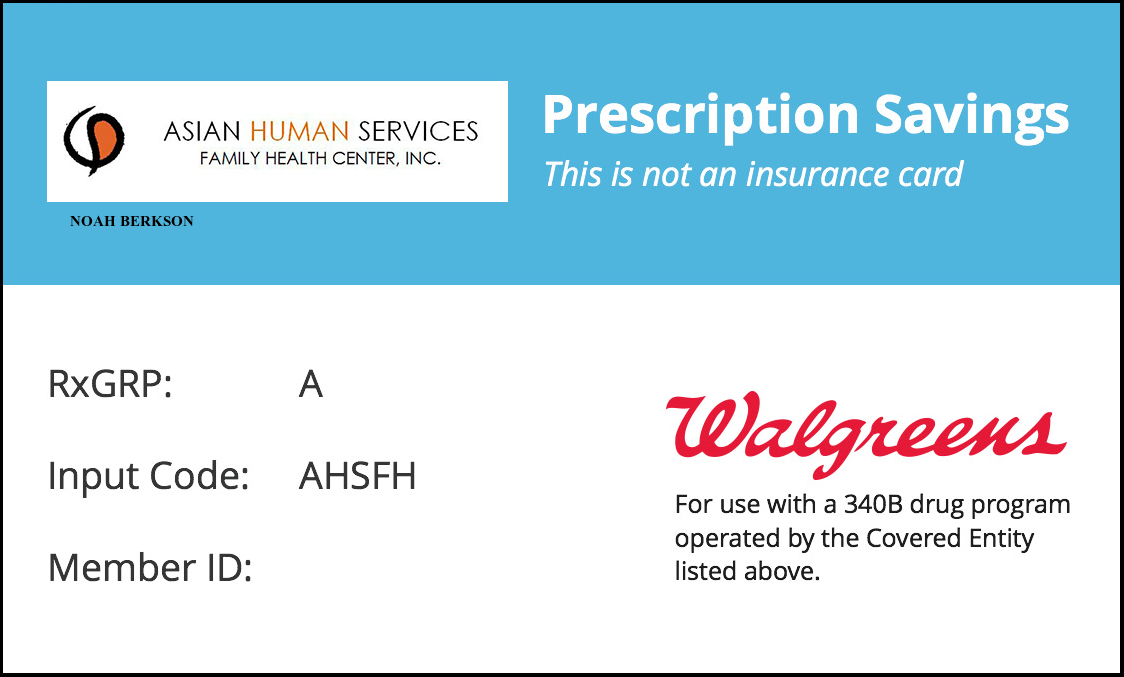 ASIAN HUMAN SERVICES
FAMILY HEALTH CENTER, INC.
NOAH BERKSON
Prescription Savings
This is not an insurance card
RxGRP: A
Input Code: AHSFH
Member ID:
Walgreens
For use with a 340B drug program
operated by the Covered Entity
listed above.